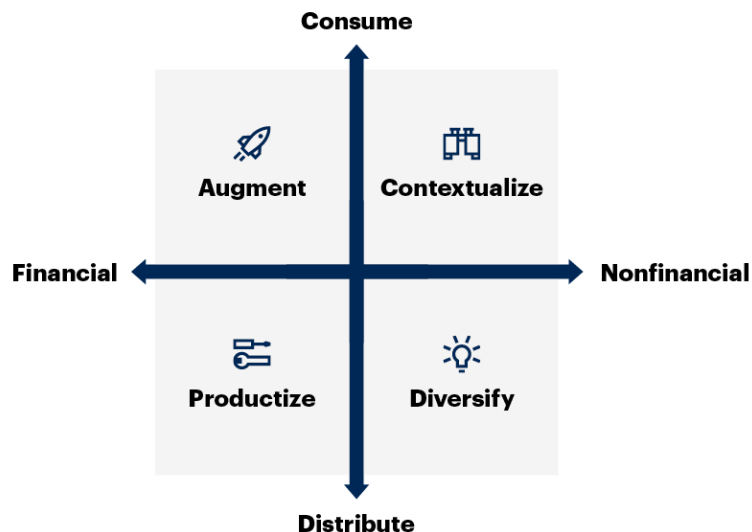 Consume
Augment
Contextualize
Financial
Nonfinancial
Productize
Diversify
Distribute